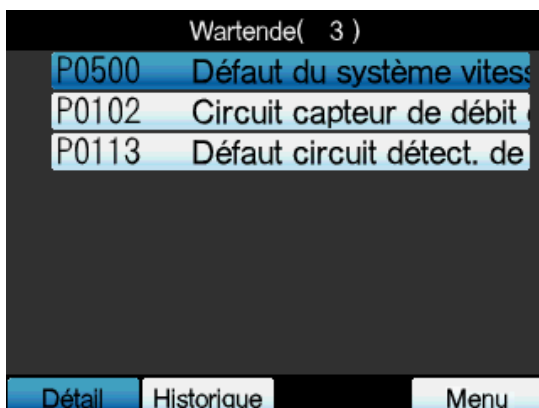 Wartende( 3 )
P0500 Défaut du système
P0102 Circuit capteur de débit
P0113 Défaut circuit détect. de
Détail Historique Menu